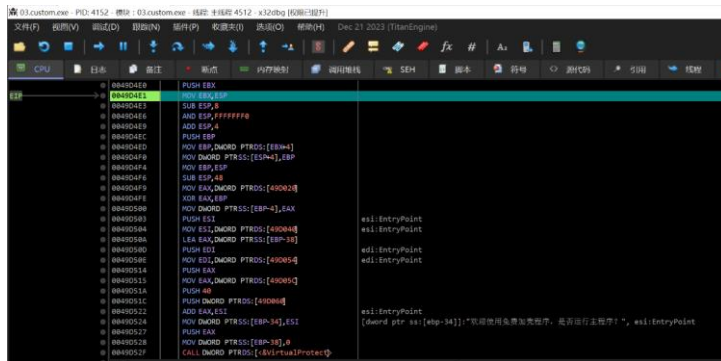 03.custom.exe - PID: 4152 - 模块: 03.custom.exe - 线程: 主线程 4512 - x32dbg [权限已提升]
文件(F) 视图(V) 调试(D) 跟踪(N) 插件(P) 收藏夹(I) 选项(O) 帮助(H) Dec 21 2023 (TitanEngine)
CPU 日志 备注 断点 内存映射 调用堆栈 SEH 脚本 符号 源代码 引用 线程
0049D4E0 PUSH EBX
EIP 0049D4E1 MOV EBX,ESP
0049D4E3 SUB ESP,8
0049D4E6 AND ESP,FFFFFFF0
0049D4E9 ADD ESP,4
0049D4EC PUSH EBP
0049D4ED MOV EBP,DWORD PTR DS:[EBX+4]
0049D4F0 MOV DWORD PTR SS:[ESP+4],EBP
0049D4F4 MOV EBP,ESP
0049D4F6 SUB ESP,48
0049D4F9 MOV EAX,DWORD PTR DS:[49D020]
0049D4FE XOR EAX,EBP
0049D500 MOV DWORD PTR SS:[EBP-4],EAX
0049D503 PUSH ESI esi:EntryPoint
0049D504 MOV ESI,DWORD PTR DS:[49D040] esi:EntryPoint
0049D50A LEA EAX,DWORD PTR SS:[EBP-38]
0049D50D PUSH EDI edi:EntryPoint
0049D50E MOV EDI,DWORD PTR DS:[49D054] edi:EntryPoint
0049D514 PUSH EAX
0049D515 MOV EAX,DWORD PTR DS:[49D05C]
0049D51A PUSH 40
0049D51C PUSH DWORD PTR DS:[49D060]
0049D522 ADD EAX,ESI esi:EntryPoint
0049D524 MOV DWORD PTR SS:[EBP-34],ESI [dword ptr ss:[ebp-34]]:"欢迎使用免费加壳程序，是否运行主程序？", esi:EntryPoint
0049D527 PUSH EAX
0049D528 MOV DWORD PTR SS:[EBP-38],0
0049D52F CALL DWORD PTR DS:[<&VirtualProtect>]